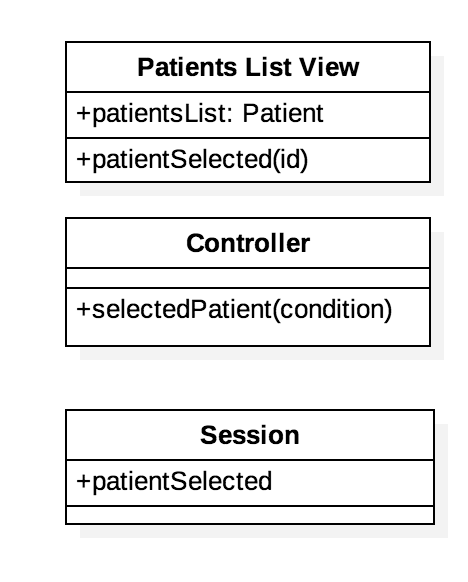 Patients List View
+patientsList: Patient
+patientSelected(id)
Controller
+selectedPatient(condition)
Session
+patientSelected